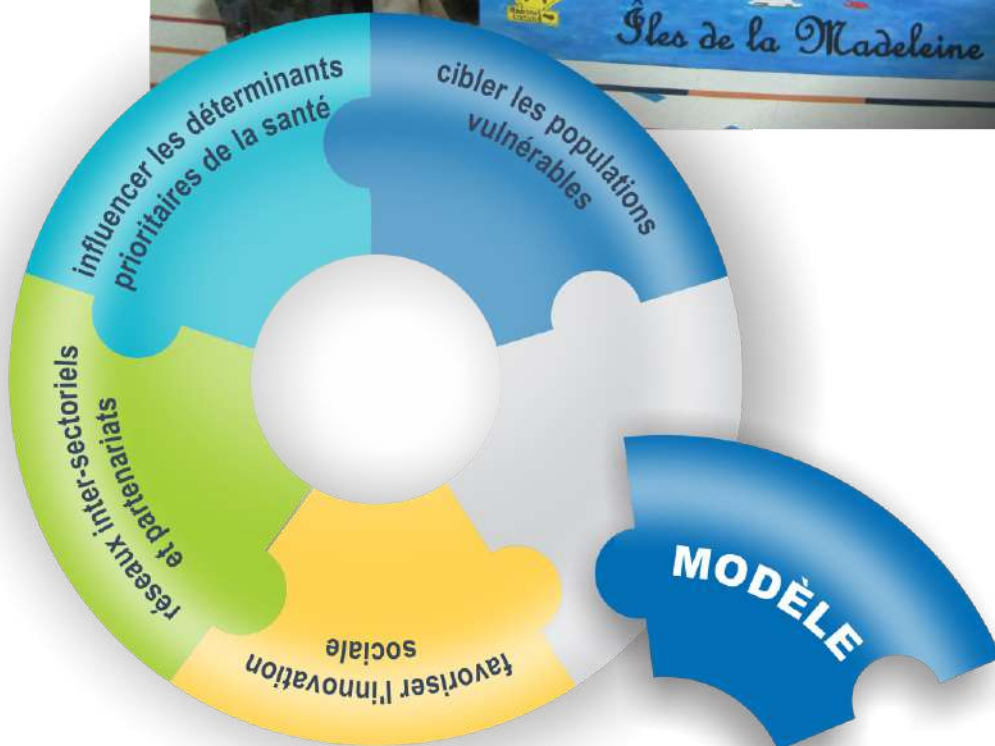 Îles de la Madeleine
influencer les déterminants
prioritaires de la santé
cibler les populations
vulnérables
réseaux inter-sectoriels
et partenariats
favoriser l'innovation
sociale
MODÈLE